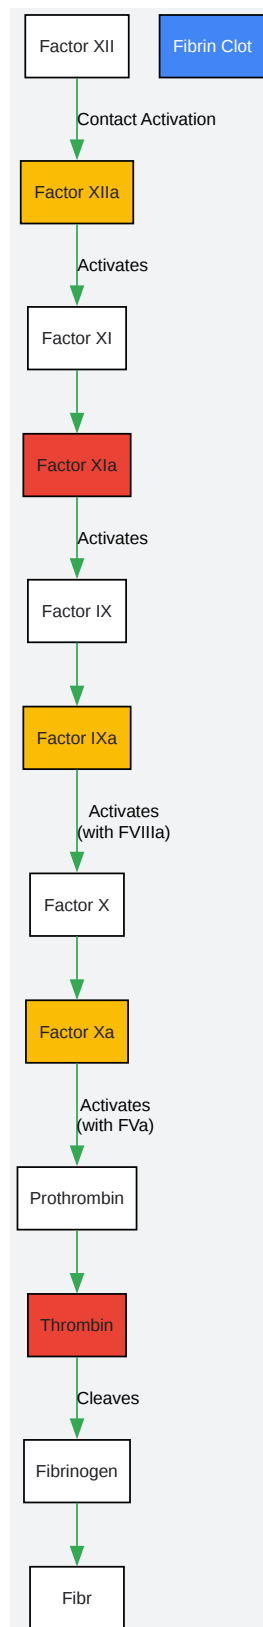 Factor XII
Fibrin Clot
Contact Activation
Factor XIIa
Activates
Factor XI
Factor XIa
Activates
Factor IX
Factor IXa
Activates
(with FVIIIa)
Factor X
Factor Xa
Activates
(with FVa)
Prothrombin
Thrombin
Cleaves
Fibrinogen
Fibr